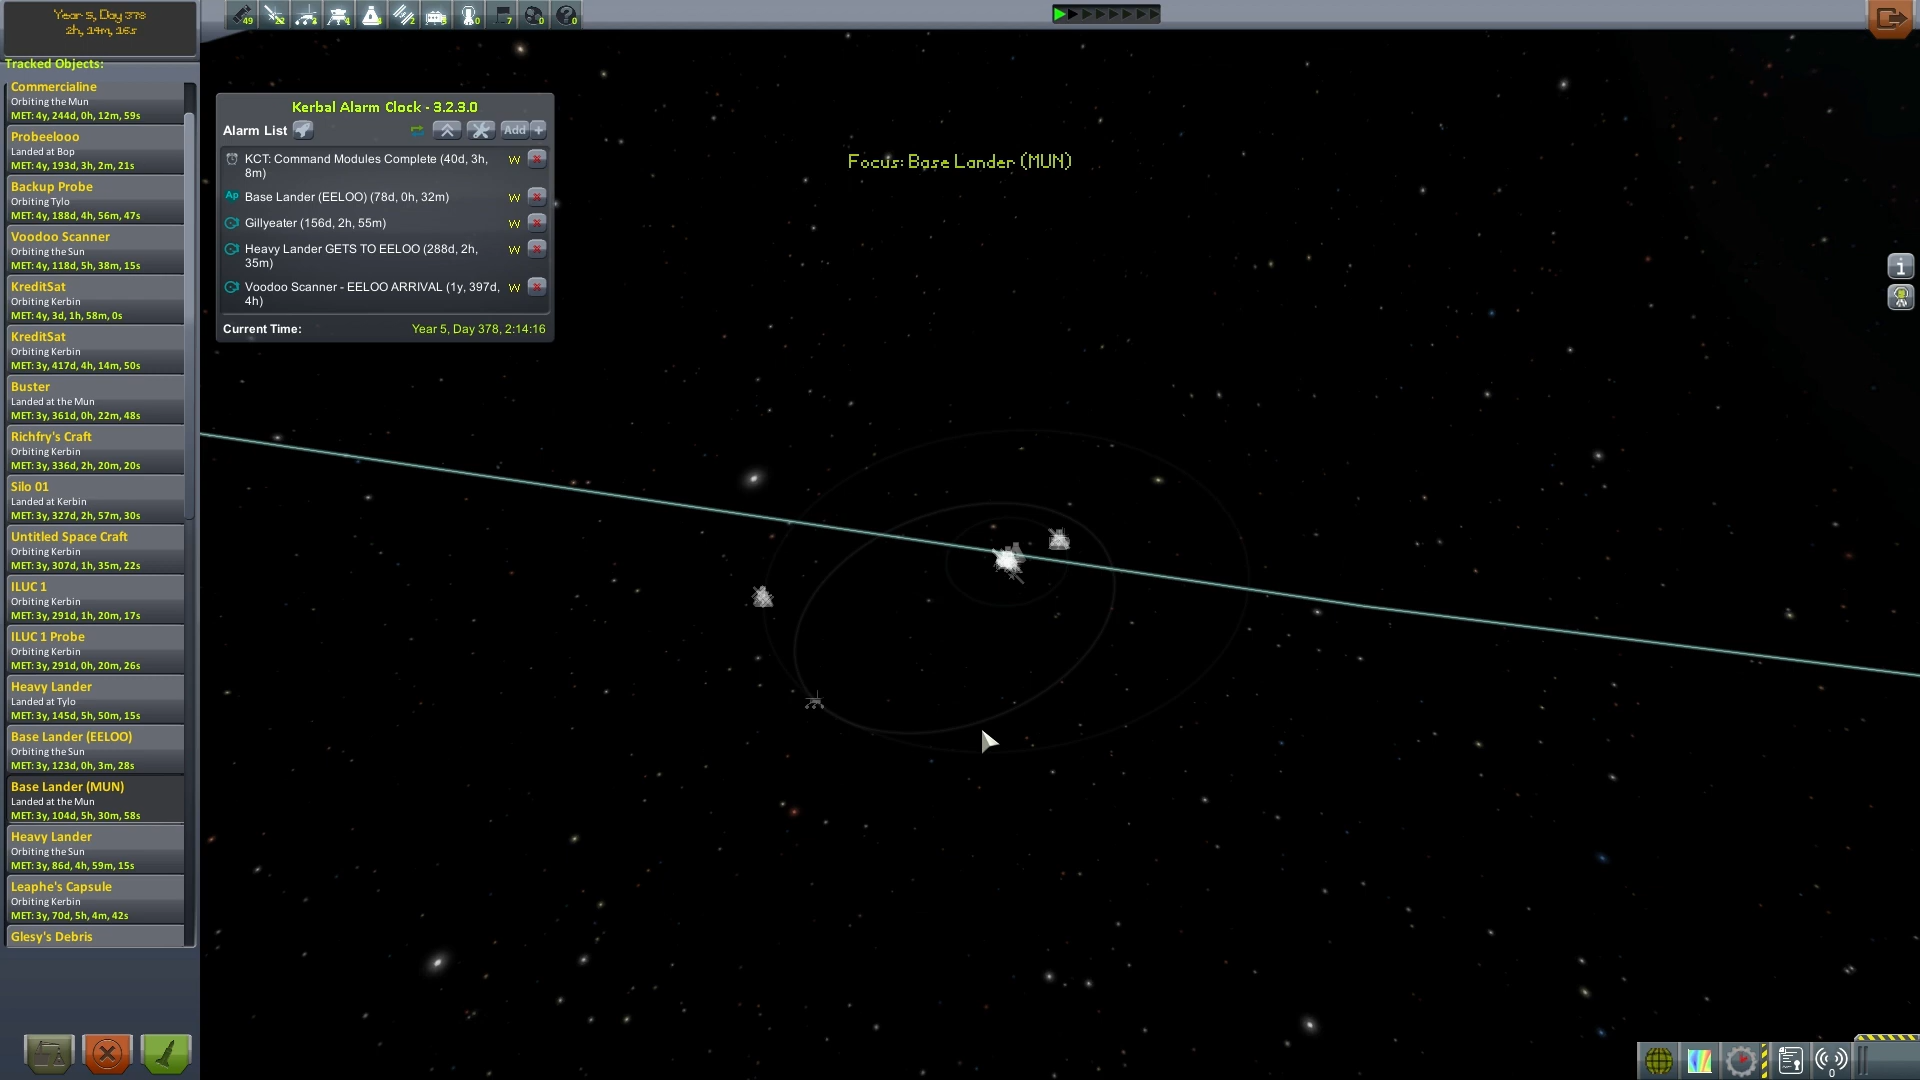 Year 5, Day 378
2h, 14m, 16s
49
22
4
4
4
2
0
7
0
0
Tracked Objects:
Commercialine
Orbiting the Mun
MET: 4y, 244d, 0h, 12m, 59s
Probeelooo
Landed at Bop
MET: 4y, 193d, 3h, 2m, 21s
Backup Probe
Orbiting Tylo
MET: 4y, 188d, 4h, 56m, 47s
Voodoo Scanner
Orbiting the Sun
MET: 4y, 118d, 5h, 38m, 15s
KreditSat
Orbiting Kerbin
MET: 4y, 3d, 1h, 58m, 0s
KreditSat
Orbiting Kerbin
MET: 3y, 417d, 4h, 14m, 50s
Buster
Landed at the Mun
MET: 3y, 361d, 0h, 22m, 48s
Richfry's Craft
Orbiting Kerbin
MET: 3y, 336d, 2h, 20m, 20s
Silo 01
Landed at Kerbin
MET: 3y, 327d, 2h, 57m, 30s
Untitled Space Craft
Orbiting Kerbin
MET: 3y, 307d, 1h, 35m, 22s
ILUC 1
Orbiting Kerbin
MET: 3y, 291d, 1h, 20m, 17s
ILUC 1 Probe
Orbiting Kerbin
MET: 3y, 291d, 0h, 20m, 26s
Heavy Lander
Landed at Tylo
MET: 3y, 145d, 5h, 50m, 15s
Base Lander (EELOO)
Orbiting the Sun
MET: 3y, 123d, 0h, 3m, 28s
Base Lander (MUN)
Landed at the Mun
MET: 3y, 104d, 5h, 30m, 58s
Heavy Lander
Orbiting the Sun
MET: 3y, 86d, 4h, 59m, 15s
Leaphe's Capsule
Orbiting Kerbin
MET: 3y, 70d, 5h, 4m, 42s
Glesy's Debris
Kerbal Alarm Clock - 3.2.3.0
Alarm List Add +
KCT: Command Modules Complete (40d, 3h, W
8m)
Ap Base Lander (EELOO) (78d, 0h, 32m) W
Gillyeater (156d, 2h, 55m) W
Heavy Lander GETS TO EELOO (288d, 2h, W
35m)
Voodoo Scanner - EELOO ARRIVAL (1y, 397d, W
4h)
Current Time: Year 5, Day 378, 2:14:16
Focus: Base Lander (MUN)
0